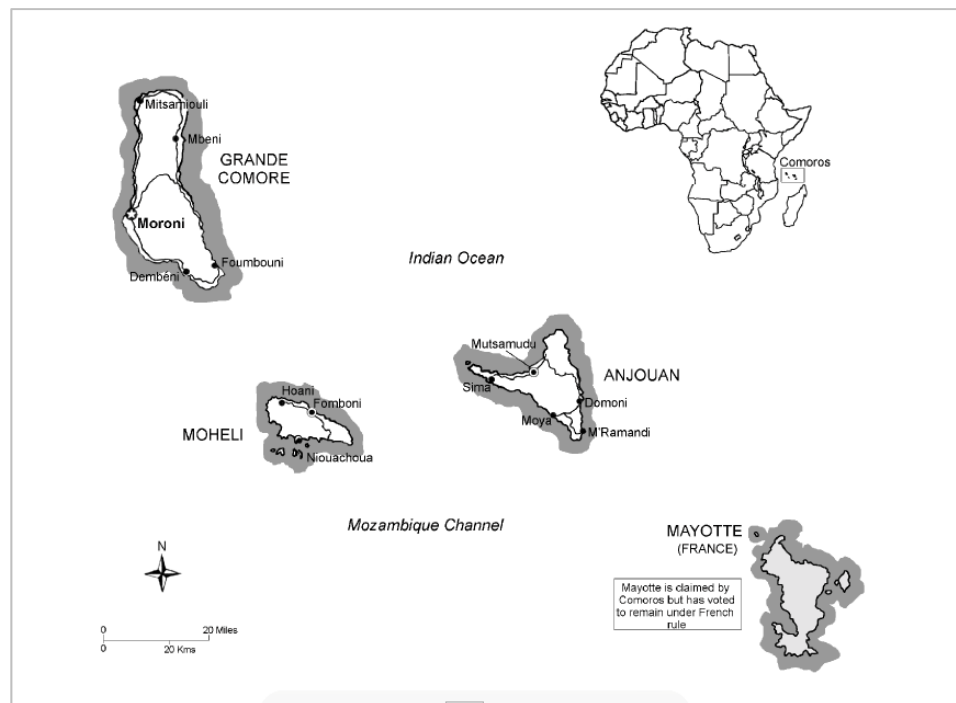 Mitsamiouli
Mbeni
GRANDE
COMORE
Comoros
Moroni
Indian Ocean
Foumbouni
Dembéni
Mutsamudu
ANJOUAN
Sima
Hoani
Fomboni
Domoni
Moya
MOHELI
M'Ramandi
Niouachoua
Mozambique Channel
MAYOTTE
(FRANCE)
N
Mayotte is claimed by
Comoros but has voted
to remain under French
rule
0
20 Miles
0
20 Kms